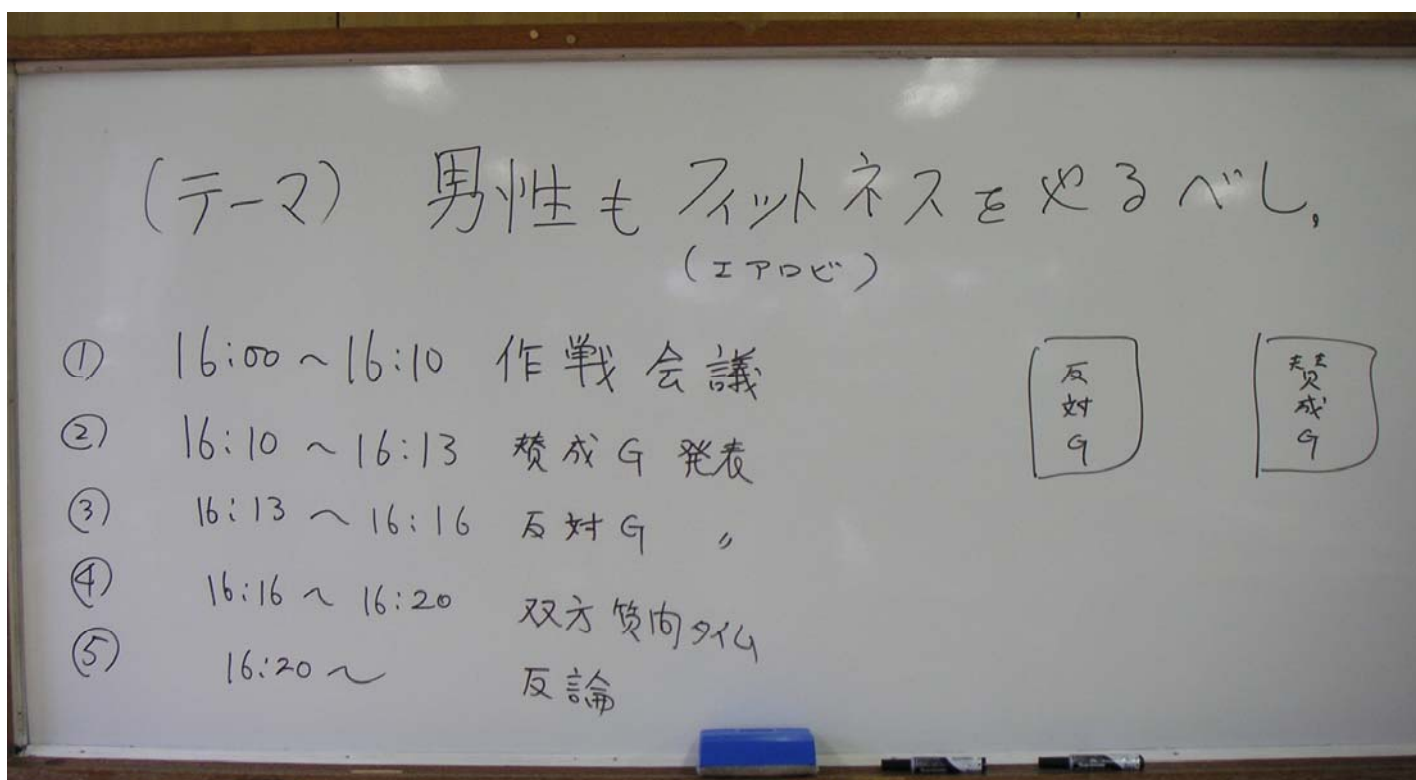 (テーマ) 男性もフィットネスをやるべし。
(エアロビ)
① 16:00～16:10 作戦会議
② 16:10～16:13 賛成G 発表
③ 16:13～16:16 反対G 〃
④ 16:16～16:20 双方質問タイム
⑤ 16:20～ 反論
反対G
賛成G